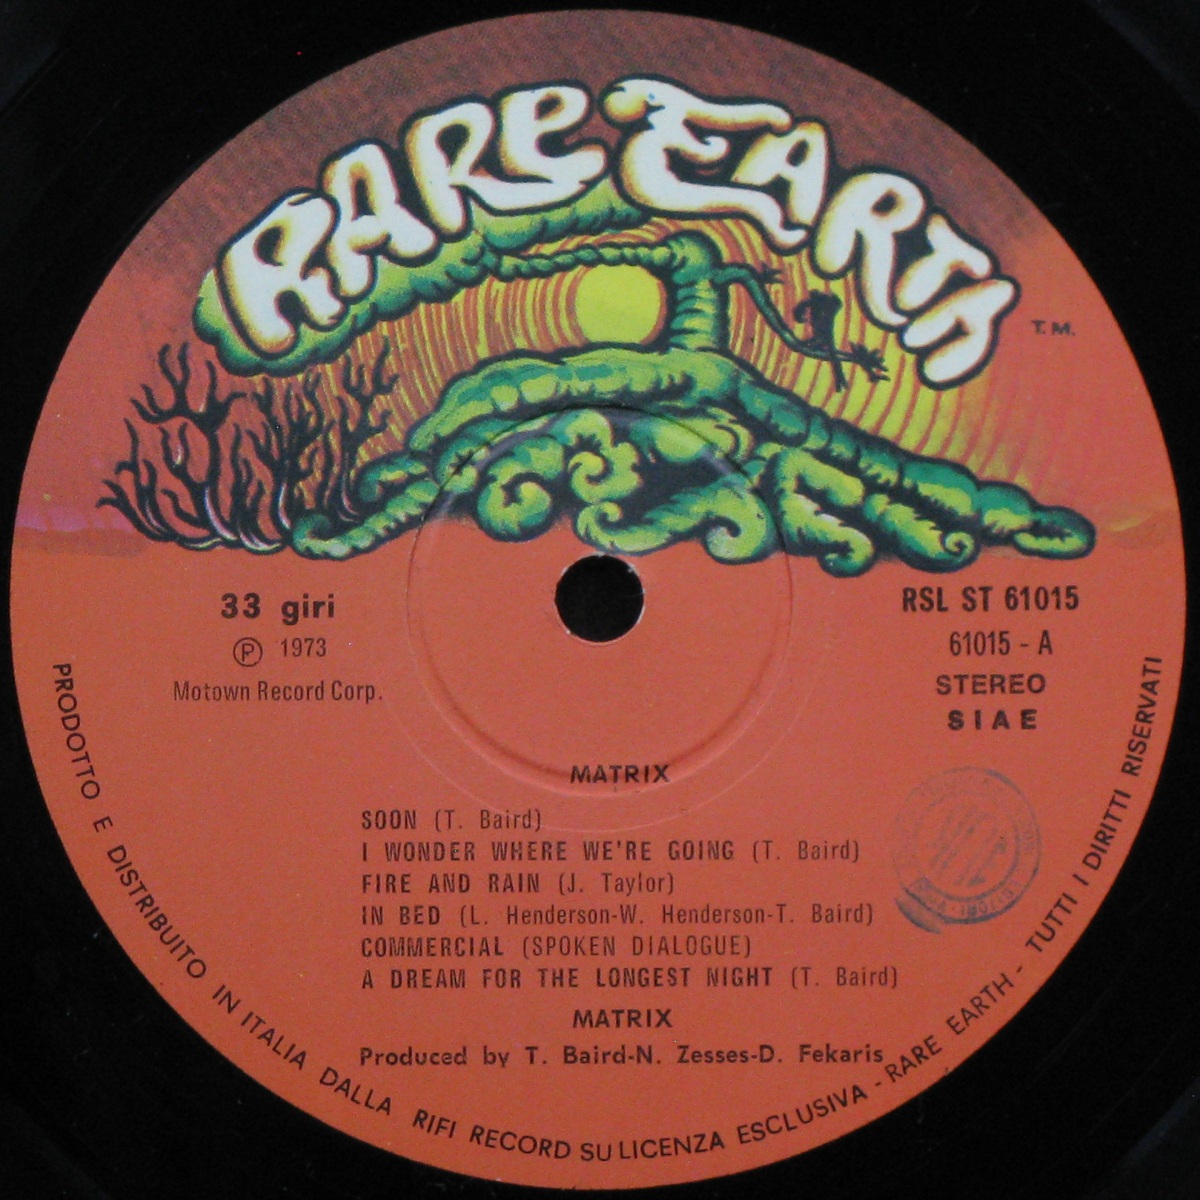 RARE EARTH
T.M.
33 giri
℗ 1973
Motown Record Corp.
RSL ST 61015
61015 - A
STEREO
SIAE
MATRIX
SOON (T. Baird)
I WONDER WHERE WE'RE GOING (T. Baird)
FIRE AND RAIN (J. Taylor)
IN BED (L. Henderson-W. Henderson-T. Baird)
COMMERCIAL (SPOKEN DIALOGUE)
A DREAM FOR THE LONGEST NIGHT (T. Baird)
MATRIX
Produced by T. Baird-N. Zesses-D. Fekaris
PRODOTTO E DISTRIBUITO IN ITALIA DALLA RIFI RECORD SU LICENZA ESCLUSIVA - RARE EARTH - TUTTI I DIRITTI RISERVATI